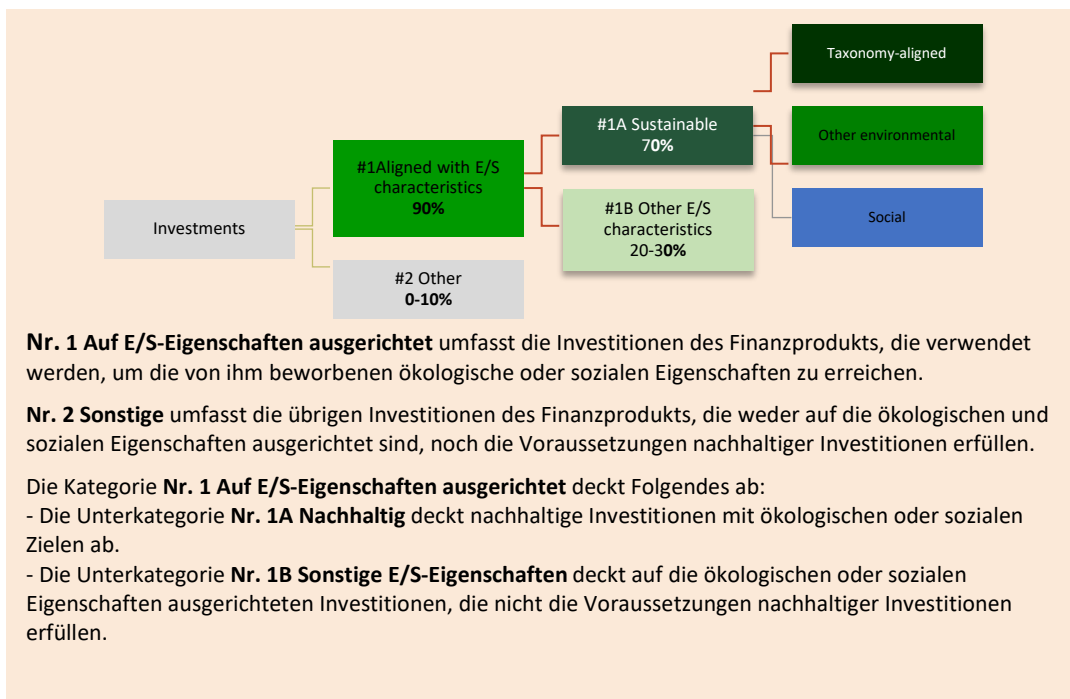 Taxonomy-aligned
#1A Sustainable
70%
Other environmental
#1Aligned with E/S
characteristics
90%
#1B Other E/S
characteristics
20-30%
Social
Investments
#2 Other
0-10%
Nr. 1 Auf E/S-Eigenschaften ausgerichtet umfasst die Investitionen des Finanzprodukts, die verwendet
werden, um die von ihm beworbenen ökologische oder sozialen Eigenschaften zu erreichen.
Nr. 2 Sonstige umfasst die übrigen Investitionen des Finanzprodukts, die weder auf die ökologischen und
sozialen Eigenschaften ausgerichtet sind, noch die Voraussetzungen nachhaltiger Investitionen erfüllen.
Die Kategorie Nr. 1 Auf E/S-Eigenschaften ausgerichtet deckt Folgendes ab:
- Die Unterkategorie Nr. 1A Nachhaltig deckt nachhaltige Investitionen mit ökologischen oder sozialen
Zielen ab.
- Die Unterkategorie Nr. 1B Sonstige E/S-Eigenschaften deckt auf die ökologischen oder sozialen
Eigenschaften ausgerichteten Investitionen, die nicht die Voraussetzungen nachhaltiger Investitionen
erfüllen.